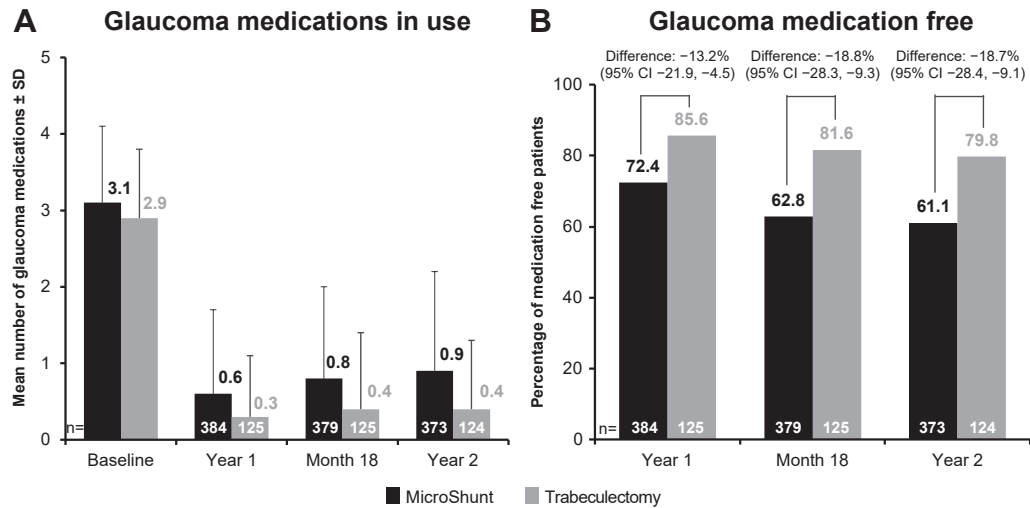 A Glaucoma medications in use
Mean number of glaucoma medications ± SD
5
4
3
2
1
0
3.1
2.9
0.6
0.3
0.8
0.4
0.9
0.4
n=
384 125 379 125 373 124
Baseline Year 1 Month 18 Year 2
B Glaucoma medication free
Difference: −13.2% Difference: −18.8% Difference: −18.7%
(95% CI −21.9, −4.5) (95% CI −28.3, −9.3) (95% CI −28.4, −9.1)
Percentage of medication free patients
100
80
60
40
20
0
72.4
85.6
62.8
81.6
61.1
79.8
n= 384 125 379 125 373 124
Year 1 Month 18 Year 2
MicroShunt Trabeculectomy